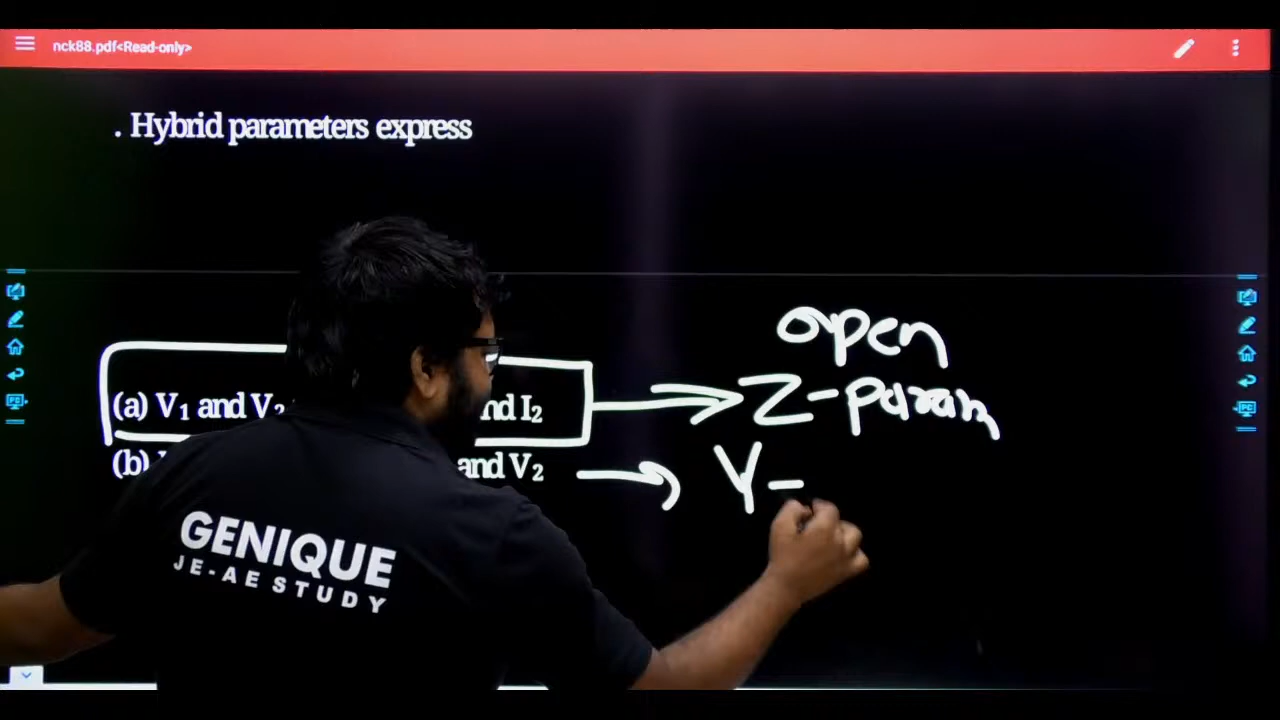 nck88.pdf<Read-only>
. Hybrid parameters express
open
(a) V₁ and V₂ nd I₂ Z-param
(b) and V₂ Y-
GENIQUE
JE-AE STUDY